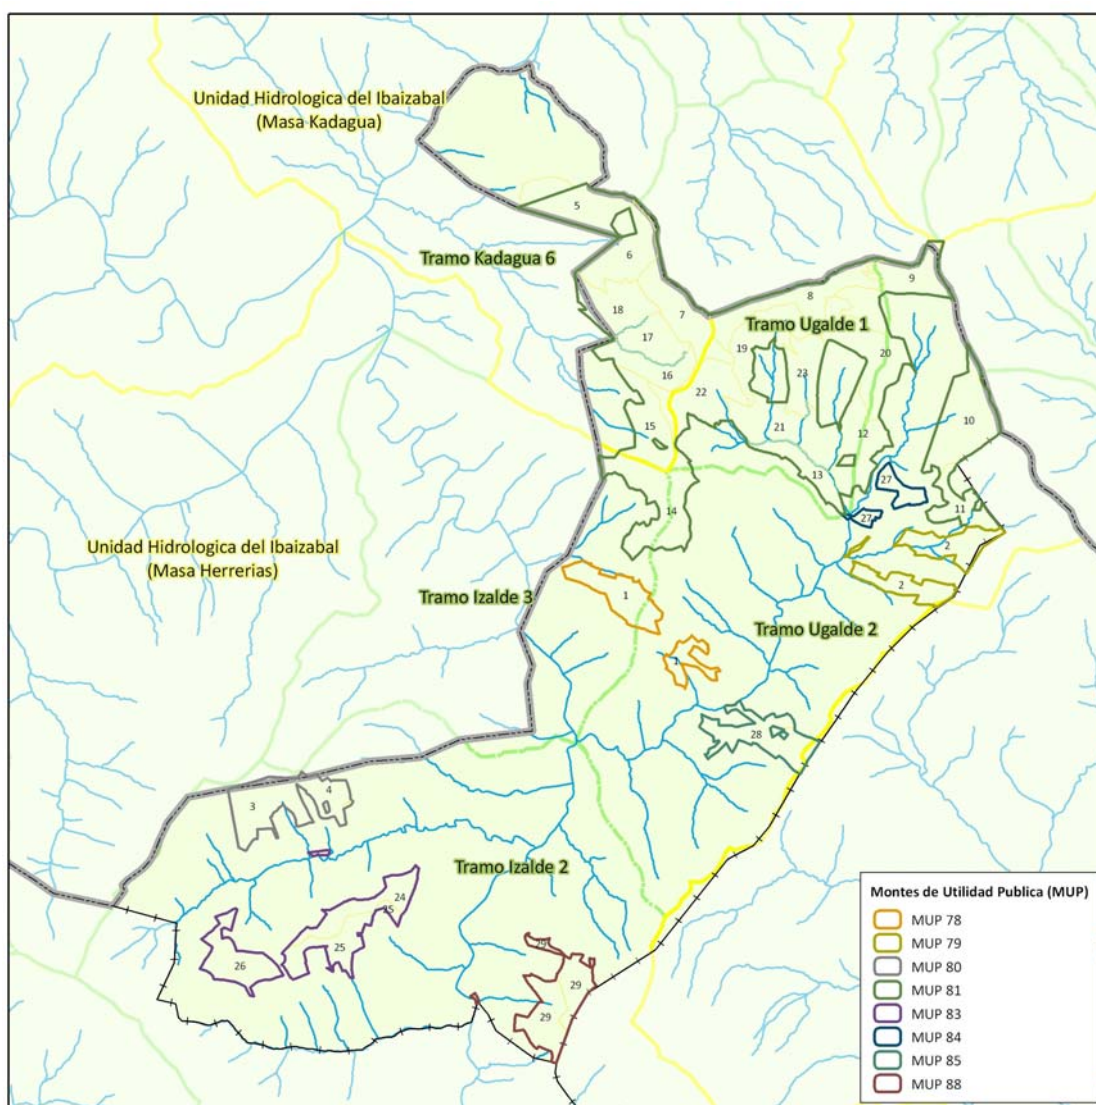 Unidad Hidrologica del Ibaizabal
(Masa Kadagua)
5
Tramo Kadagua 6
6
9
8
18
7
Tramo Ugalde 1
17
19
20
16
23
22
10
15
21
12
13
27
14
11
27
Unidad Hidrologica del Ibaizabal
(Masa Herrerias)
2
2
Tramo Izalde 3
1
Tramo Ugalde 2
1
28
3
4
Tramo Izalde 2
24
25
25
26
29
29
29
Montes de Utilidad Publica (MUP)
MUP 78
MUP 79
MUP 80
MUP 81
MUP 83
MUP 84
MUP 85
MUP 88